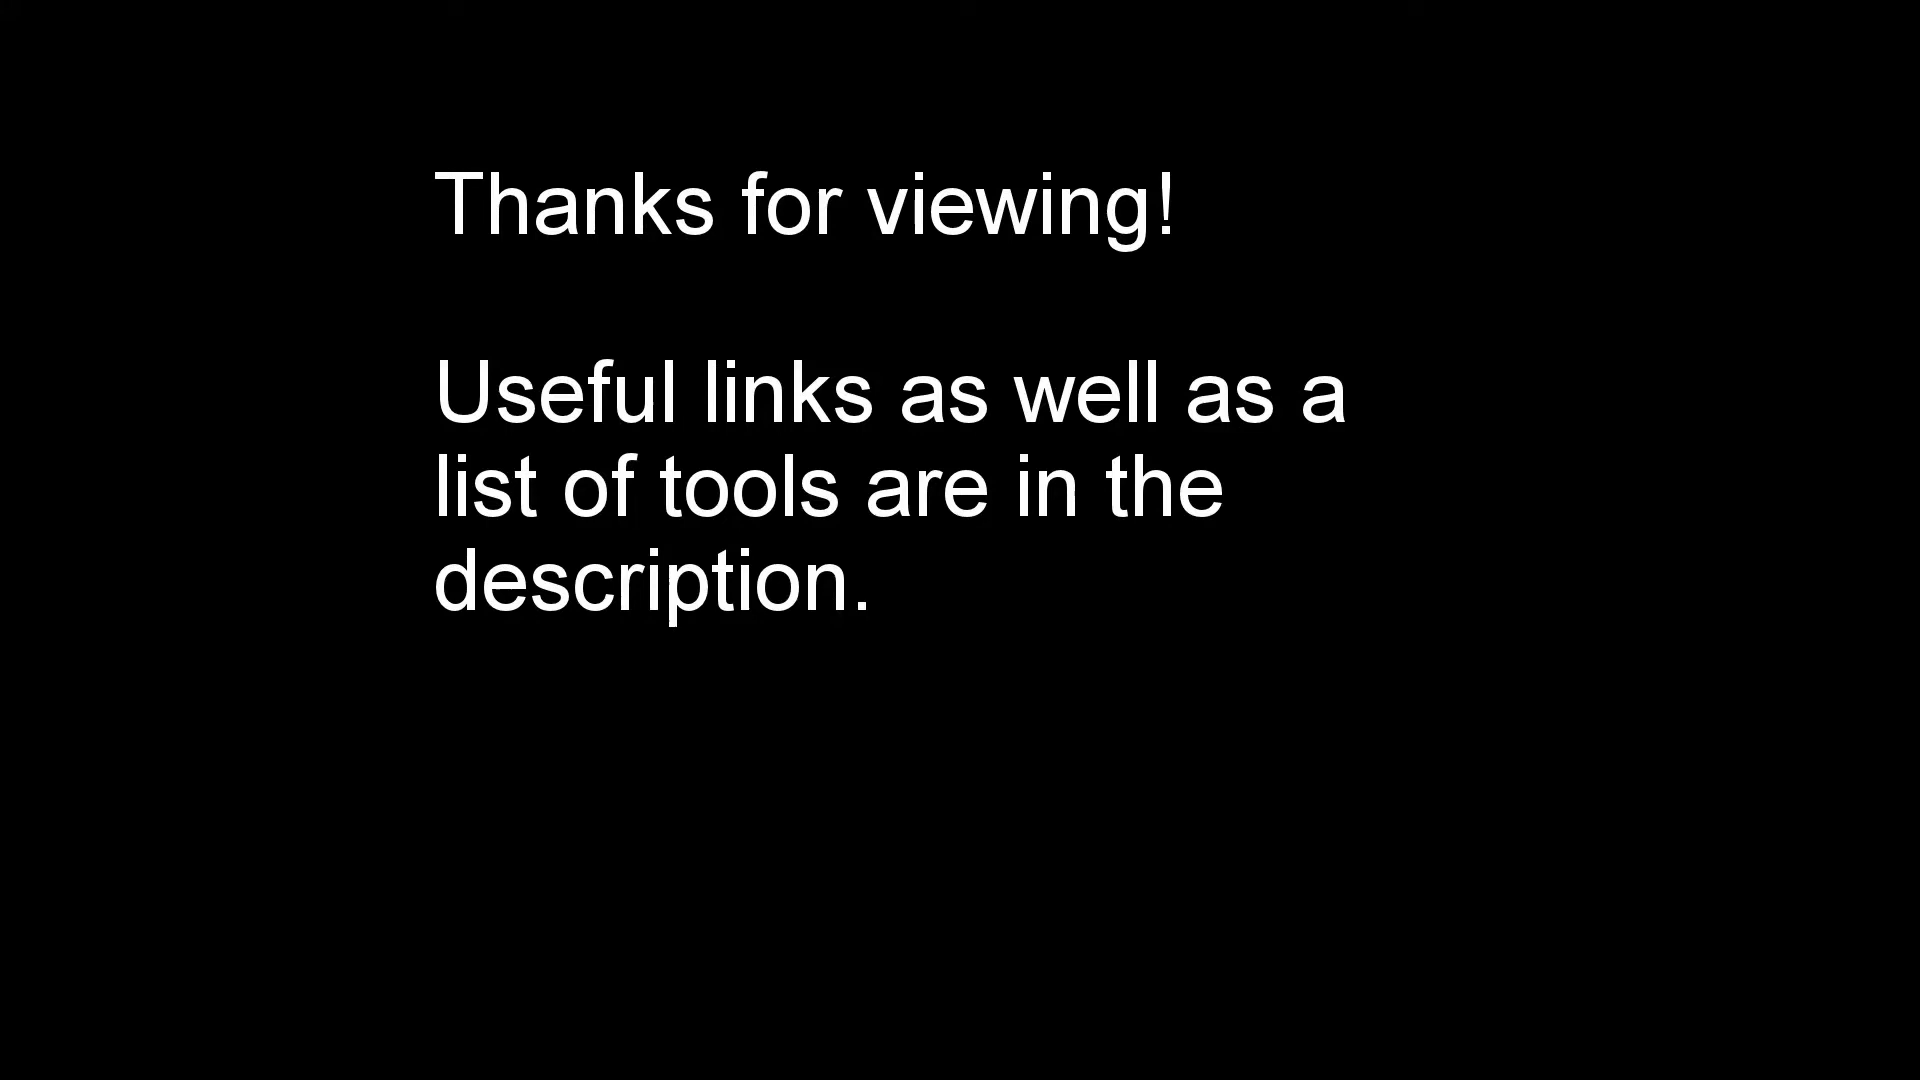 Thanks for viewing!
Useful links as well as a
list of tools are in the
description.